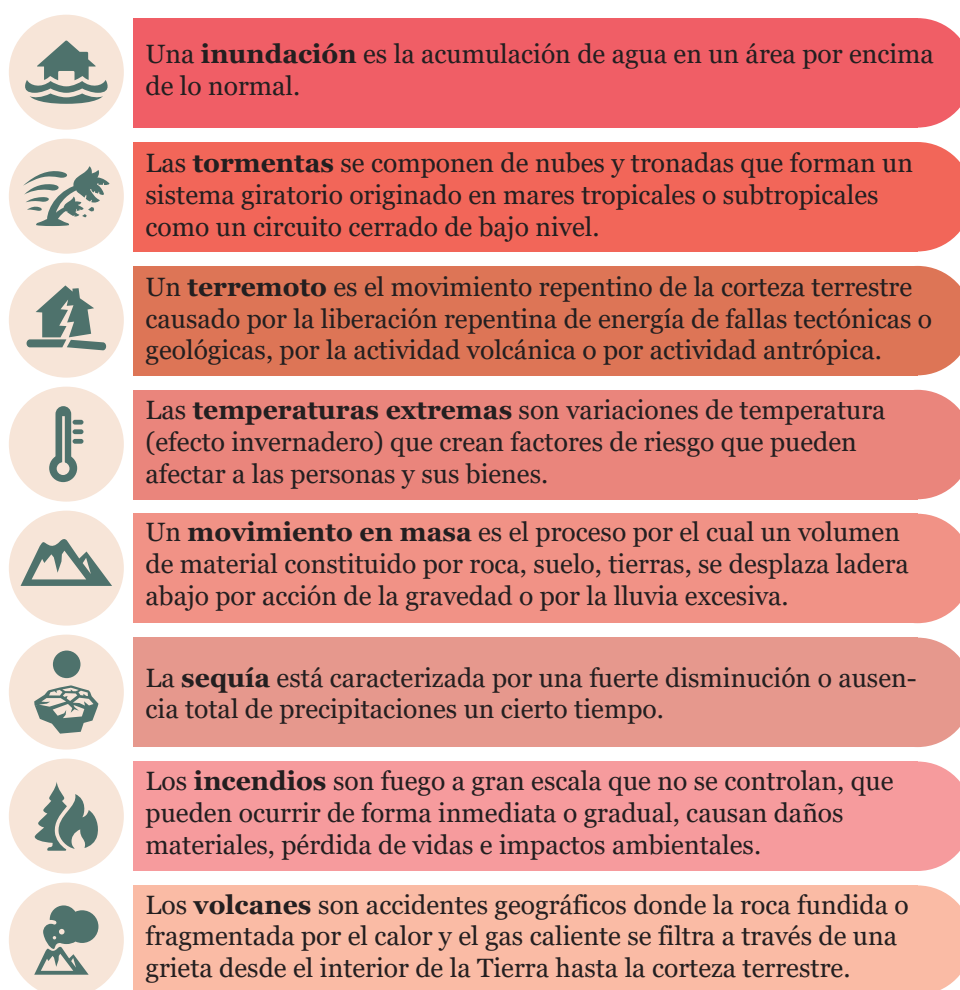 Una inundación es la acumulación de agua en un área por encima
de lo normal.
Las tormentas se componen de nubes y tronadas que forman un
sistema giratorio originado en mares tropicales o subtropicales
como un circuito cerrado de bajo nivel.
Un terremoto es el movimiento repentino de la corteza terrestre
causado por la liberación repentina de energía de fallas tectónicas o
geológicas, por la actividad volcánica o por actividad antrópica.
Las temperaturas extremas son variaciones de temperatura
(efecto invernadero) que crean factores de riesgo que pueden
afectar a las personas y sus bienes.
Un movimiento en masa es el proceso por el cual un volumen
de material constituido por roca, suelo, tierras, se desplaza ladera
abajo por acción de la gravedad o por la lluvia excesiva.
La sequía está caracterizada por una fuerte disminución o ausen-
cia total de precipitaciones un cierto tiempo.
Los incendios son fuego a gran escala que no se controlan, que
pueden ocurrir de forma inmediata o gradual, causan daños
materiales, pérdida de vidas e impactos ambientales.
Los volcanes son accidentes geográficos donde la roca fundida o
fragmentada por el calor y el gas caliente se filtra a través de una
grieta desde el interior de la Tierra hasta la corteza terrestre.